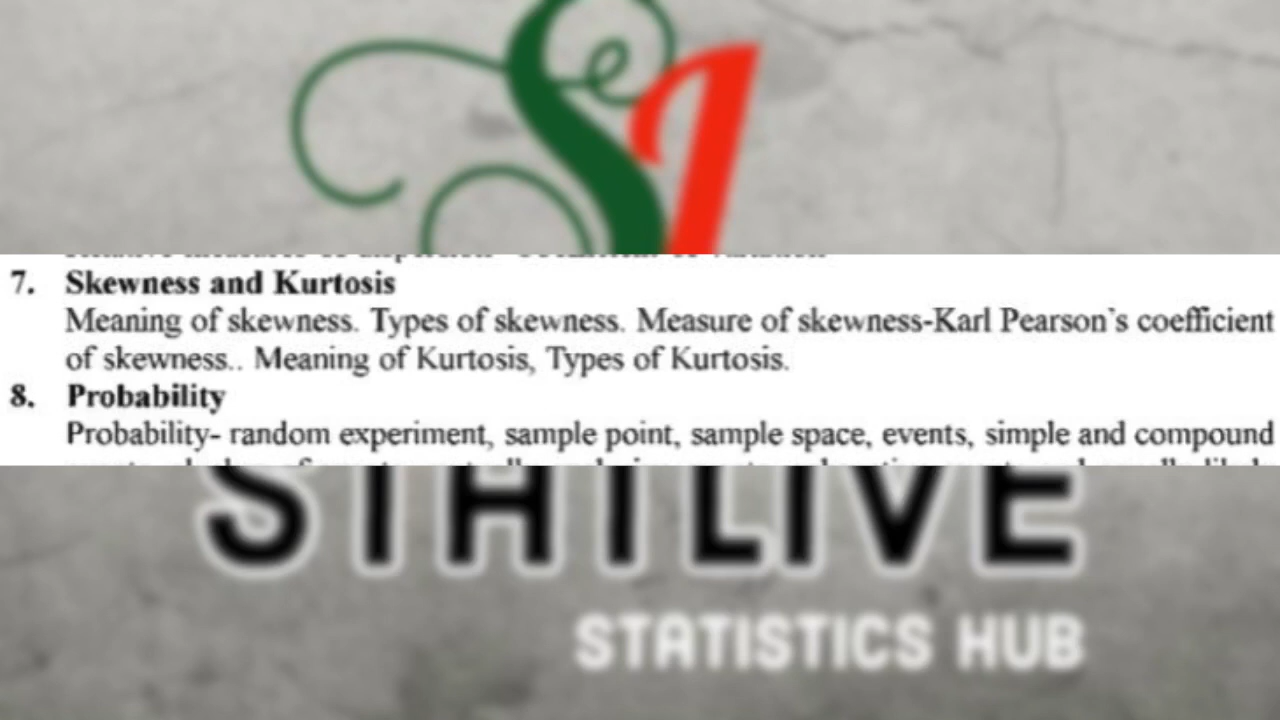 7. Skewness and Kurtosis
Meaning of skewness. Types of skewness. Measure of skewness-Karl Pearson's coefficient
of skewness.. Meaning of Kurtosis, Types of Kurtosis.
8. Probability
Probability- random experiment, sample point, sample space, events, simple and compound
STATLIVE
STATISTICS HUB